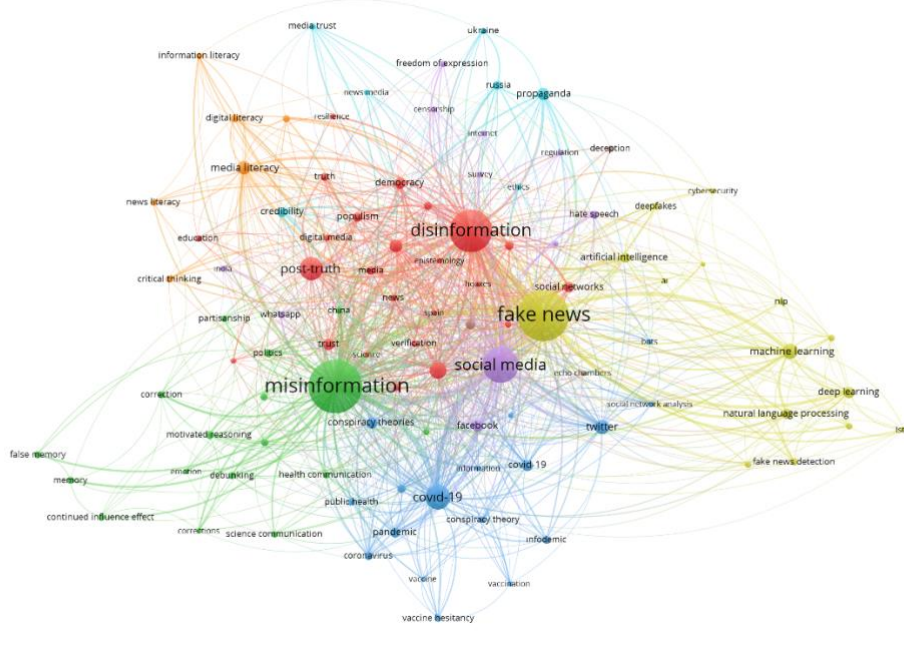 media trust
ukraine
information literacy
freedom of expression
russia
propaganda
news media
censorship
digital literacy
resilience
internet
deception
regulation
media literacy
truth
survey
democracy
ethics
cybersecurity
news literacy
credibility
populism
deepfakes
hate speech
disinformation
education
digital media
artificial intelligence
epistemology
india
post-truth
media
critical thinking
ai
hoaxes
social networks
news
nlp
whatsapp
china
spain
fake news
partisanship
bots
trust
verification
politics
science
machine learning
social media
echo chambers
misinformation
correction
deep learning
social network analysis
natural language processing
conspiracy theories
facebook
twitter
motivated reasoning
false memory
fake news detection
covid-19
information
emotion
debunking
health communication
memory
covid-19
public health
continued influence effect
conspiracy theory
corrections
science communication
pandemic
infodemic
coronavirus
vaccine
vaccination
vaccine hesitancy